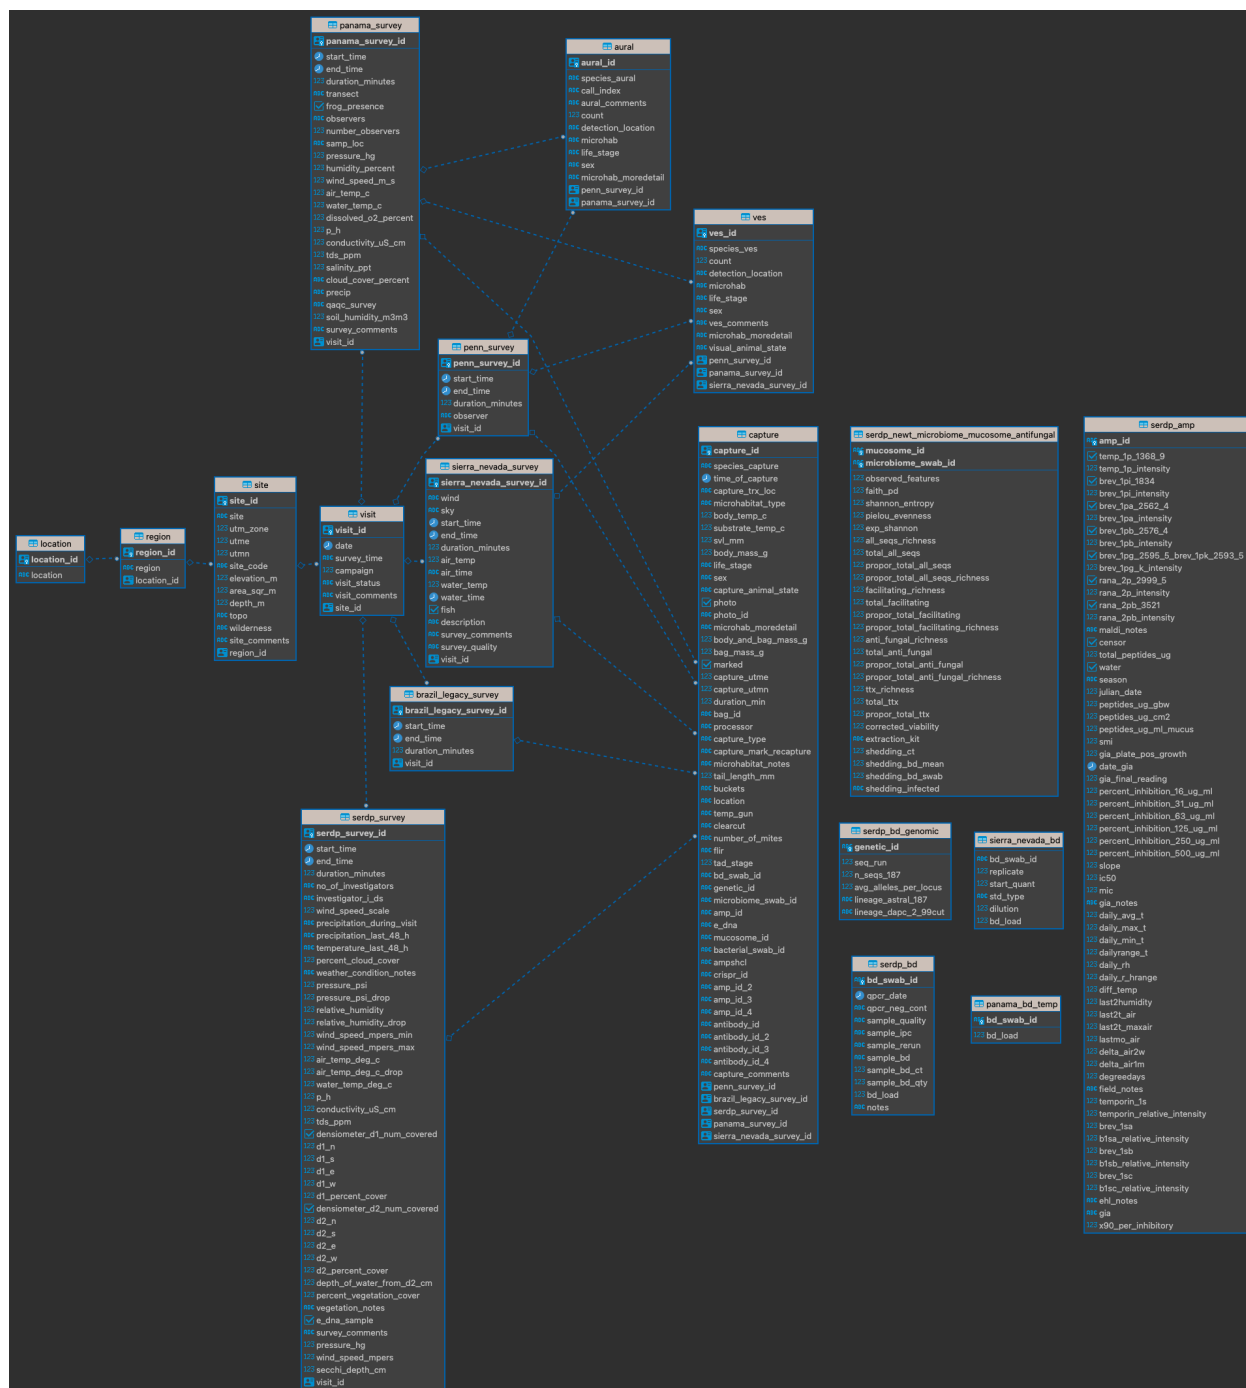 panama_survey
panama_survey_id
start_time
end_time
duration_minutes
transect
frog_presence
observers
number_observers
samp_loc
pressure_hg
humidity_percent
wind_speed_m_s
air_temp_c
water_temp_c
dissolved_o2_percent
p_h
conductivity_uS_cm
tds_ppm
salinity_ppt
cloud_cover_percent
precip
qaqc_survey
soil_humidity_m3m3
survey_comments
visit_id
aural
aural_id
species_aural
call_index
aural_comments
count
detection_location
microhab
life_stage
sex
microhab_moredetail
penn_survey_id
panama_survey_id
ves
ves_id
species_ves
count
detection_location
microhab
life_stage
sex
ves_comments
microhab_moredetail
visual_animal_state
penn_survey_id
panama_survey_id
sierra_nevada_survey_id
penn_survey
penn_survey_id
start_time
end_time
duration_minutes
observer
visit_id
sierra_nevada_survey
sierra_nevada_survey_id
wind
sky
start_time
end_time
duration_minutes
air_temp
air_time
water_temp
water_time
fish
description
survey_comments
survey_quality
visit_id
location
location_id
location
region
region_id
region
location_id
site
site_id
site
utm_zone
utme
utmn
site_code
elevation_m
area_sqr_m
depth_m
topo
wilderness
site_comments
region_id
visit
visit_id
date
survey_time
campaign
visit_status
visit_comments
site_id
brazil_legacy_survey
brazil_legacy_survey_id
start_time
end_time
duration_minutes
visit_id
serdp_survey
serdp_survey_id
start_time
end_time
duration_minutes
no_of_investigators
investigator_i_ds
wind_speed_scale
precipitation_during_visit
precipitation_last_48_h
temperature_last_48_h
percent_cloud_cover
weather_condition_notes
pressure_psi
pressure_psi_drop
relative_humidity
relative_humidity_drop
wind_speed_mpers_min
wind_speed_mpers_max
air_temp_deg_c
air_temp_deg_c_drop
water_temp_deg_c
p_h
conductivity_uS_cm
tds_ppm
densiometer_d1_num_covered
d1_n
d1_s
d1_e
d1_w
d1_percent_cover
densiometer_d2_num_covered
d2_n
d2_s
d2_e
d2_w
d2_percent_cover
depth_of_water_from_d2_cm
percent_vegetation_cover
vegetation_notes
e_dna_sample
survey_comments
pressure_hg
wind_speed_mpers
secchi_depth_cm
visit_id
capture
capture_id
species_capture
time_of_capture
capture_trx_loc
microhabitat_type
body_temp_c
substrate_temp_c
svl_mm
body_mass_g
life_stage
sex
capture_animal_state
photo
photo_id
microhab_moredetail
body_and_bag_mass_g
bag_mass_g
marked
capture_utme
capture_utmn
duration_min
bag_id
processor
capture_type
capture_mark_recapture
microhabitat_notes
tail_length_mm
buckets
location
temp_gun
clearcut
number_of_mites
flir
tad_stage
bd_swab_id
genetic_id
microbiome_swab_id
amp_id
e_dna
mucosome_id
bacterial_swab_id
ampshcl
crispr_id
amp_id_2
amp_id_3
amp_id_4
antibody_id
antibody_id_2
antibody_id_3
antibody_id_4
capture_comments
penn_survey_id
brazil_legacy_survey_id
serdp_survey_id
panama_survey_id
sierra_nevada_survey_id
serdp_newt_microbiome_mucosome_antifungal
mucosome_id
microbiome_swab_id
observed_features
faith_pd
shannon_entropy
pielou_evenness
exp_shannon
all_seqs_richness
total_all_seqs
propor_total_all_seqs
propor_total_all_seqs_richness
facilitating_richness
total_facilitating
propor_total_facilitating
propor_total_facilitating_richness
anti_fungal_richness
total_anti_fungal
propor_total_anti_fungal
propor_total_anti_fungal_richness
ttx_richness
total_ttx
propor_total_ttx
corrected_viability
extraction_kit
shedding_ct
shedding_bd_mean
shedding_bd_swab
shedding_infected
serdp_bd_genomic
genetic_id
seq_run
n_seqs_187
avg_alleles_per_locus
lineage_astral_187
lineage_dapc_2_99cut
sierra_nevada_bd
bd_swab_id
replicate
start_quant
std_type
dilution
bd_load
serdp_bd
bd_swab_id
qpcr_date
qpcr_neg_cont
sample_quality
sample_ipc
sample_rerun
sample_bd
sample_bd_ct
sample_bd_qty
bd_load
notes
panama_bd_temp
bd_swab_id
bd_load
serdp_amp
amp_id
temp_1p_1368_9
temp_1p_intensity
brev_1pi_1834
brev_1pi_intensity
brev_1pa_2562_4
brev_1pa_intensity
brev_1pb_2576_4
brev_1pb_intensity
brev_1pg_2595_5_brev_1pk_2593_5
brev_1pg_k_intensity
rana_2p_2999_5
rana_2p_intensity
rana_2pb_3521
rana_2pb_intensity
maldi_notes
censor
total_peptides_ug
water
season
julian_date
peptides_ug_gbw
peptides_ug_cm2
peptides_ug_ml_mucus
smi
gia_plate_pos_growth
date_gia
gia_final_reading
percent_inhibition_16_ug_ml
percent_inhibition_31_ug_ml
percent_inhibition_63_ug_ml
percent_inhibition_125_ug_ml
percent_inhibition_250_ug_ml
percent_inhibition_500_ug_ml
slope
ic50
mic
gia_notes
daily_avg_t
daily_max_t
daily_min_t
dailyrange_t
daily_rh
daily_r_hrange
diff_temp
last2humidity
last2t_air
last2t_maxair
lastmo_air
delta_air2w
delta_air1m
degreedays
field_notes
temporin_1s
temporin_relative_intensity
brev_1sa
b1sa_relative_intensity
brev_1sb
b1sb_relative_intensity
brev_1sc
b1sc_relative_intensity
ehl_notes
gia
x90_per_inhibitory